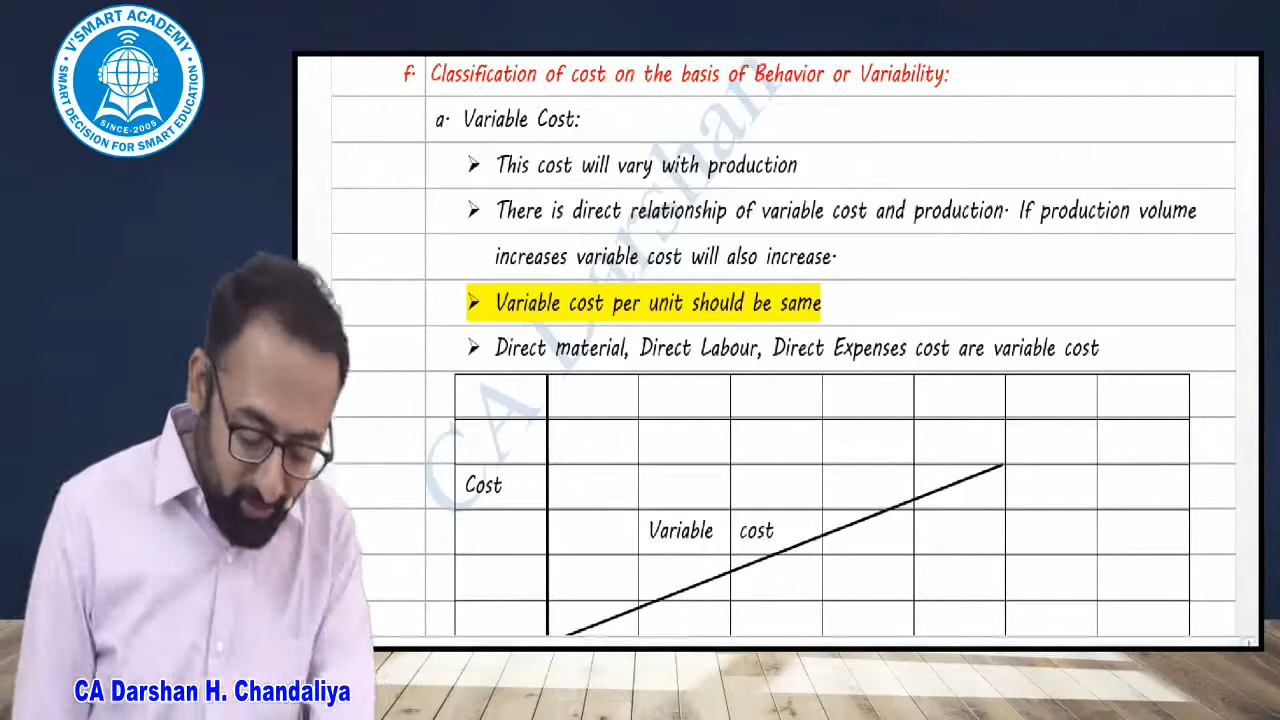 V'SMART ACADEMY
SINCE-2005
SMART DECISION FOR SMART EDUCATION
f. Classification of cost on the basis of Behavior or Variability:
a. Variable Cost:
➢ This cost will vary with production
➢ There is direct relationship of variable cost and production. If production volume
increases variable cost will also increase.
➢ Variable cost per unit should be same
➢ Direct material, Direct Labour, Direct Expenses cost are variable cost
Cost
Variable cost
CA Darshan
CA Darshan H. Chandaliya